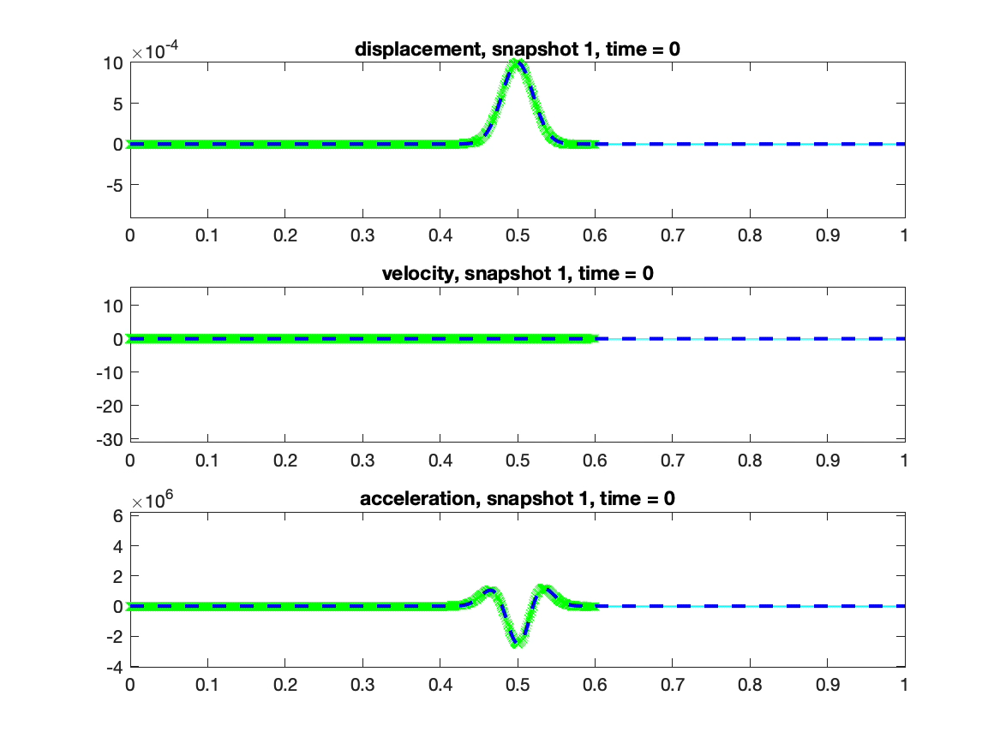 ×10-4
displacement, snapshot 1, time = 0
10
5
0
-5
0 0.1 0.2 0.3 0.4 0.5 0.6 0.7 0.8 0.9 1
velocity, snapshot 1, time = 0
10
0
-10
-20
-30
0 0.1 0.2 0.3 0.4 0.5 0.6 0.7 0.8 0.9 1
×10^6
acceleration, snapshot 1, time = 0
6
4
2
0
-2
-4
0 0.1 0.2 0.3 0.4 0.5 0.6 0.7 0.8 0.9 1